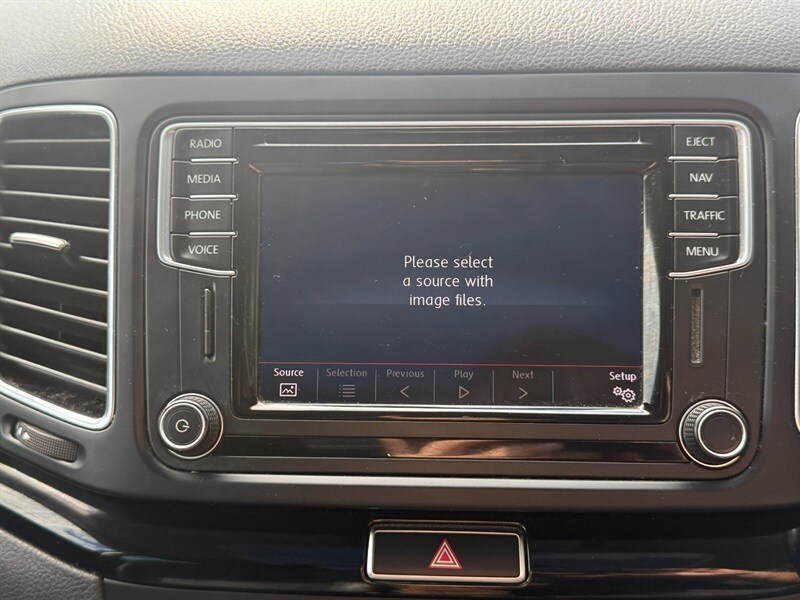 RADIO
MEDIA
PHONE
VOICE
EJECT
NAV
TRAFFIC
MENU
Please select
a source with
image files.
Source Selection Previous Play Next Setup